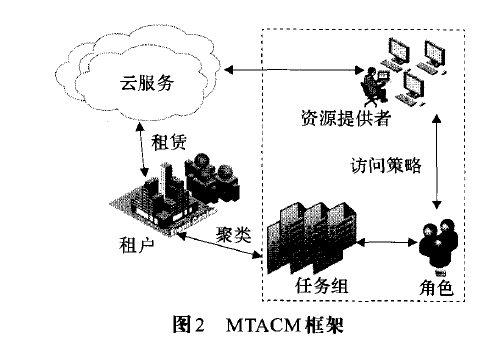 云服务
资源提供者
租赁
访问策略
租户
聚类
任务组
角色
图2 MTACM框架